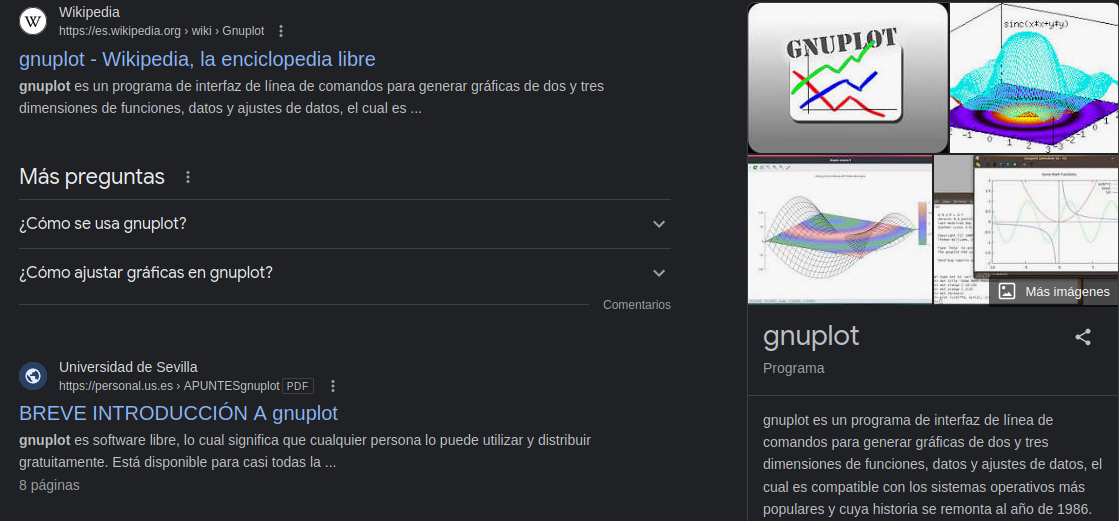 Wikipedia
https://es.wikipedia.org › wiki › Gnuplot
gnuplot - Wikipedia, la enciclopedia libre
gnuplot es un programa de interfaz de línea de comandos para generar gráficas de dos y tres
dimensiones de funciones, datos y ajustes de datos, el cual es ...
Más preguntas
¿Cómo se usa gnuplot?
¿Cómo ajustar gráficas en gnuplot?
Comentarios
Universidad de Sevilla
https://personal.us.es › APUNTESgnuplot PDF
BREVE INTRODUCCIÓN A gnuplot
gnuplot es software libre, lo cual significa que cualquier persona lo puede utilizar y distribuir
gratuitamente. Está disponible para casi todas la ...
8 páginas
GNUPLOT
sinc(x*x+y*y)
Más imágenes
gnuplot
Programa
gnuplot es un programa de interfaz de línea de
comandos para generar gráficas de dos y tres
dimensiones de funciones, datos y ajustes de datos, el
cual es compatible con los sistemas operativos más
populares y cuya historia se remonta al año de 1986.